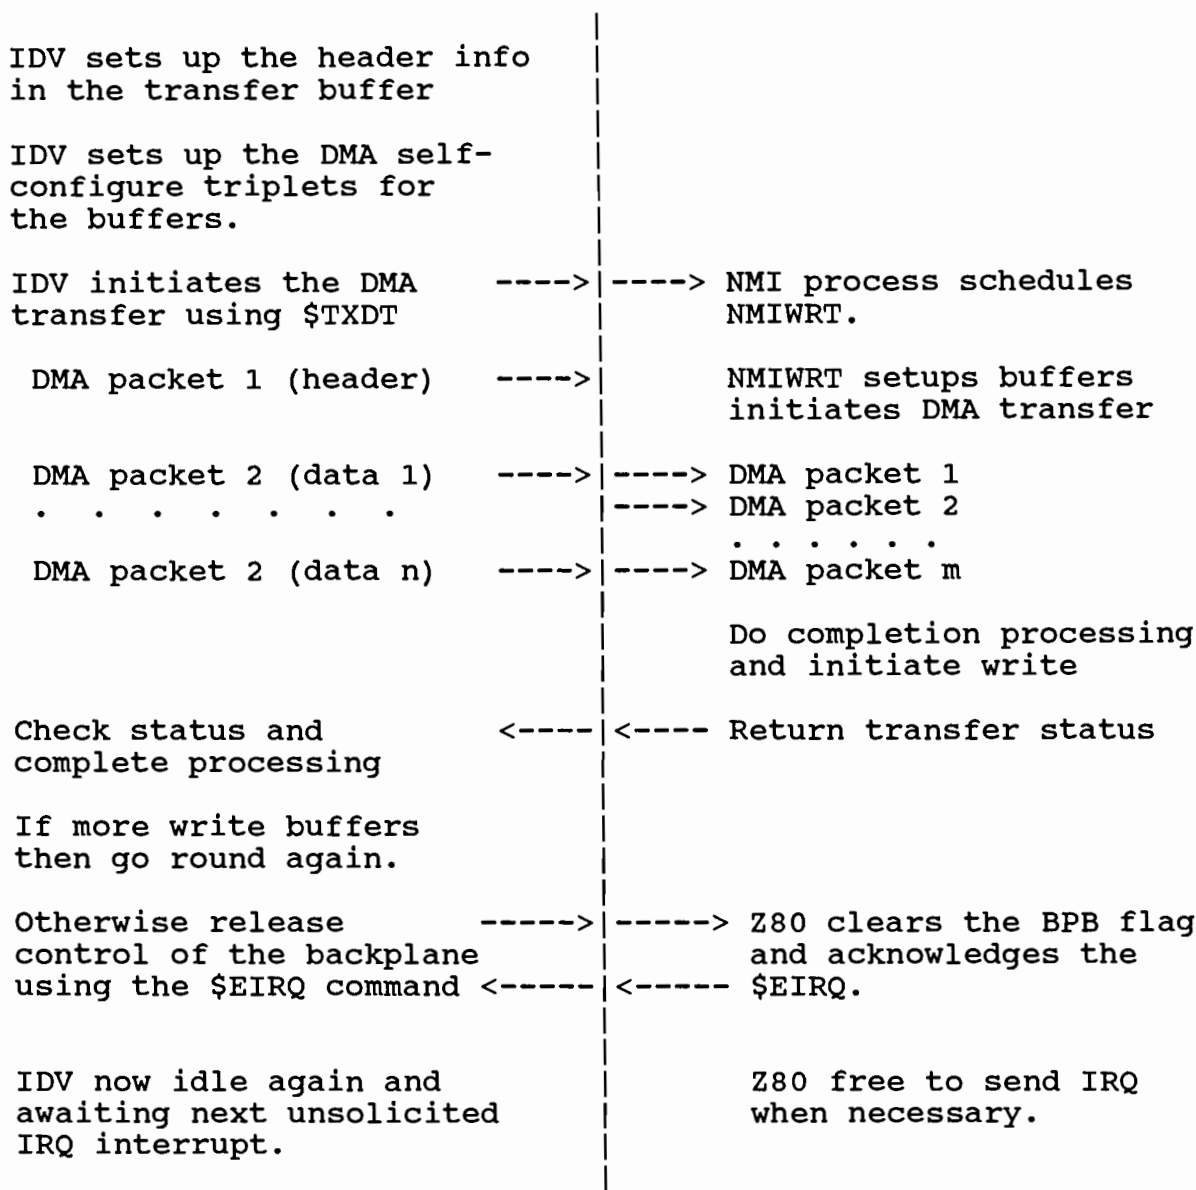 IDV sets up the header info
in the transfer buffer
IDV sets up the DMA self-
configure triplets for
the buffers.
IDV initiates the DMA ---->|----> NMI process schedules
transfer using $TXDT | NMIWRT.
DMA packet 1 (header) ---->| NMIWRT setups buffers
| initiates DMA transfer
DMA packet 2 (data 1) ---->|----> DMA packet 1
. . . . . . . |----> DMA packet 2
| . . . . . .
DMA packet 2 (data n) ---->|----> DMA packet m
| Do completion processing
| and initiate write
Check status and <----|<---- Return transfer status
complete processing
If more write buffers
then go round again.
Otherwise release ----->|-----> Z80 clears the BPB flag
control of the backplane | and acknowledges the
using the $EIRQ command <-----|<----- $EIRQ.
IDV now idle again and | Z80 free to send IRQ
awaiting next unsolicited | when necessary.
IRQ interrupt.